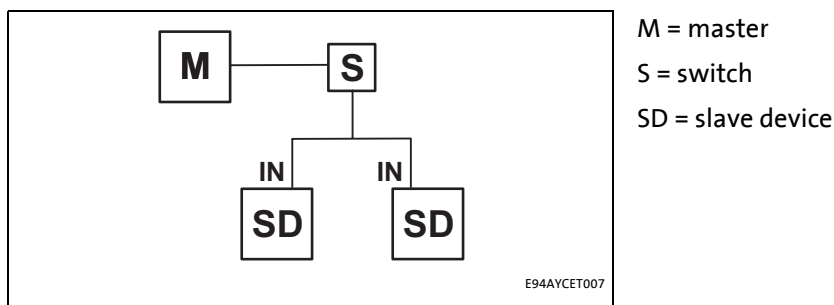 M = master
S = switch
SD = slave device
M
S
IN
IN
SD
SD
E94AYCET007